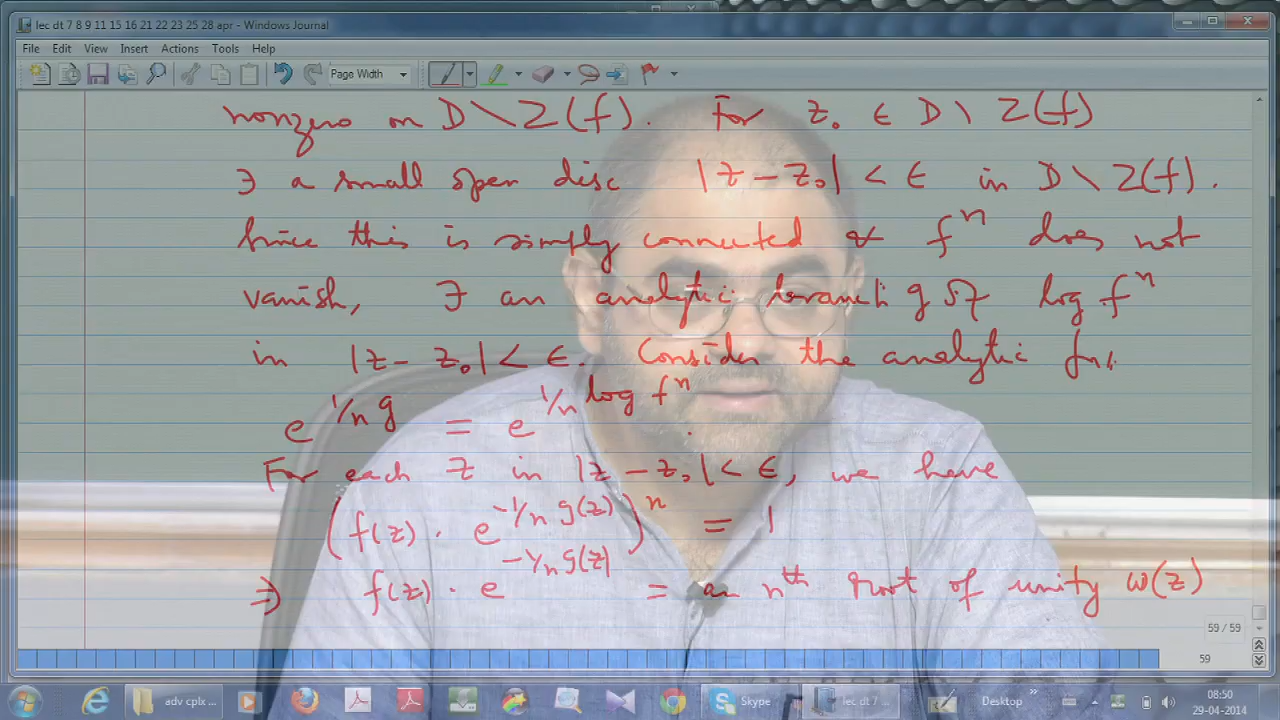 lec dt 7 8 9 11 15 16 21 22 23 25 28 apr - Windows Journal
File Edit View Insert Actions Tools Help
Page Width
nonzero on D \ Z(f). For z₀ ∈ D \ Z(f)
∃ a small open disc |z - z₀| < ϵ in D \ Z(f).
Since this is simply connected & fⁿ does not
vanish, ∃ an analytic branch g of log fⁿ
in |z - z₀| < ϵ. Consider the analytic fn.
e^{1/n g} = e^{1/n log fⁿ}.
For each z in |z - z₀| < ϵ, we have
(f(z) · e^{-1/n g(z)})ⁿ = 1
⇒ f(z) · e^{-1/n g(z)} = an nᵗʰ root of unity ω(z)
59 / 59
59
adv cplx ...
Skype
lec dt 7 ...
Desktop
08:50
29-04-2014